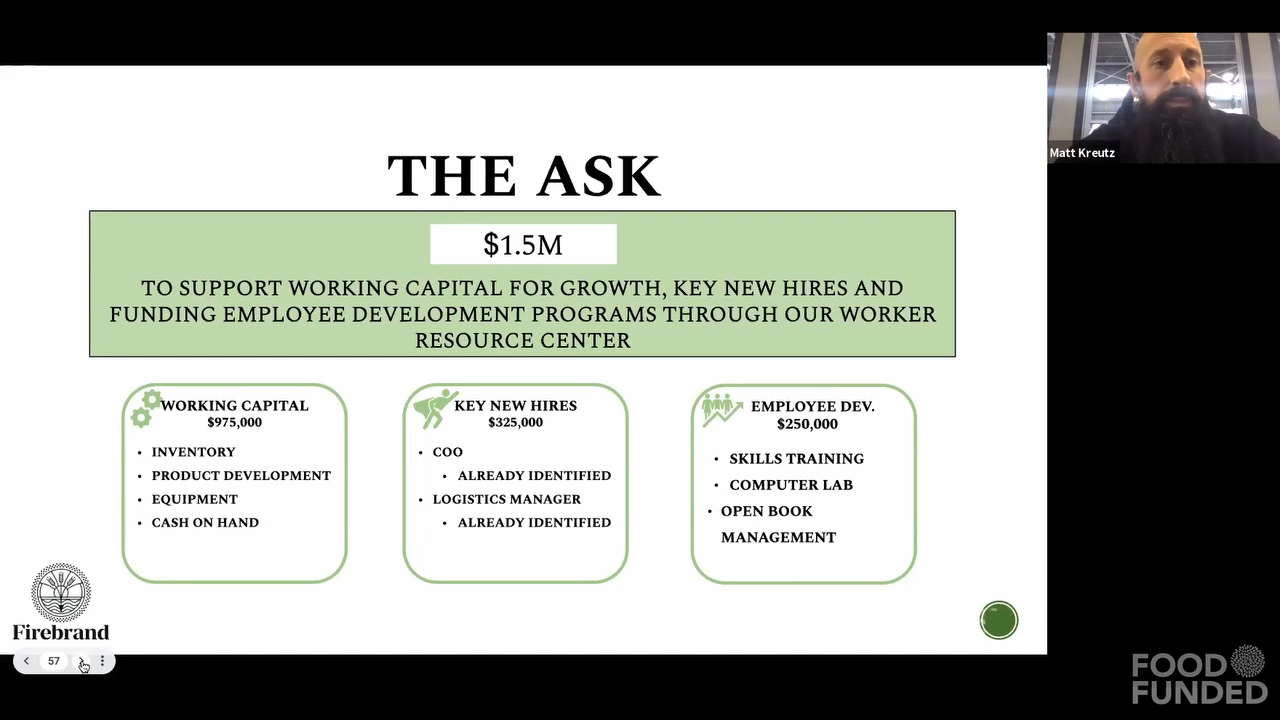 THE ASK
$1.5M
TO SUPPORT WORKING CAPITAL FOR GROWTH, KEY NEW HIRES AND
FUNDING EMPLOYEE DEVELOPMENT PROGRAMS THROUGH OUR WORKER
RESOURCE CENTER
WORKING CAPITAL
$975,000
• INVENTORY
• PRODUCT DEVELOPMENT
• EQUIPMENT
• CASH ON HAND
KEY NEW HIRES
$325,000
• COO
• ALREADY IDENTIFIED
• LOGISTICS MANAGER
• ALREADY IDENTIFIED
EMPLOYEE DEV.
$250,000
• SKILLS TRAINING
• COMPUTER LAB
• OPEN BOOK
MANAGEMENT
Firebrand
57
Matt Kreutz
FOOD
FUNDED